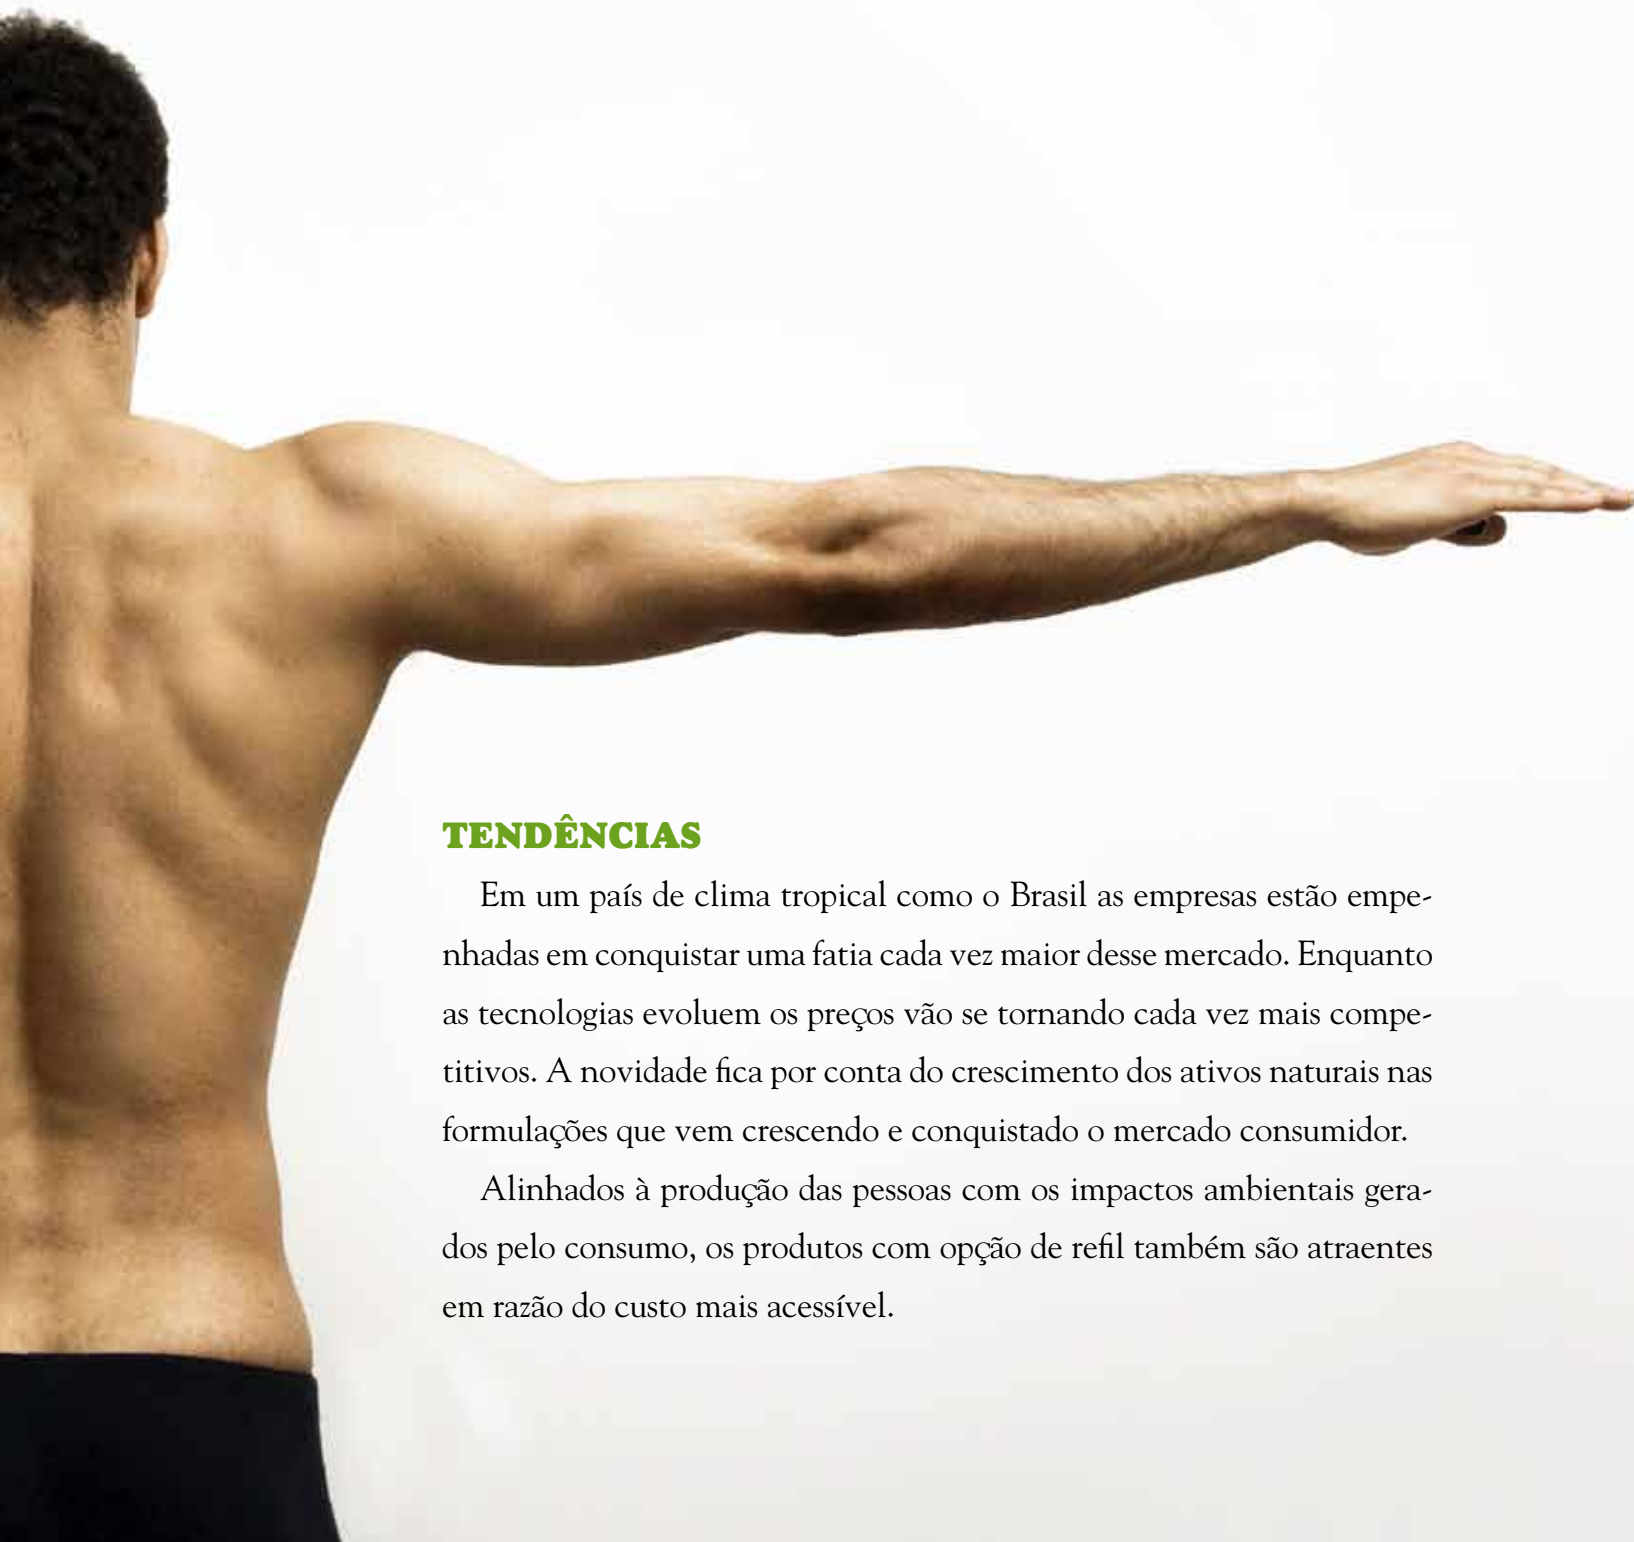 TENDÊNCIAS
Em um país de clima tropical como o Brasil as empresas estão empe-
nhadas em conquistar uma fatia cada vez maior desse mercado. Enquanto
as tecnologias evoluem os preços vão se tornando cada vez mais compe-
titivos. A novidade fica por conta do crescimento dos ativos naturais nas
formulações que vem crescendo e conquistado o mercado consumidor.
Alinhados à produção das pessoas com os impactos ambientais gera-
dos pelo consumo, os produtos com opção de refil também são atraentes
em razão do custo mais acessível.